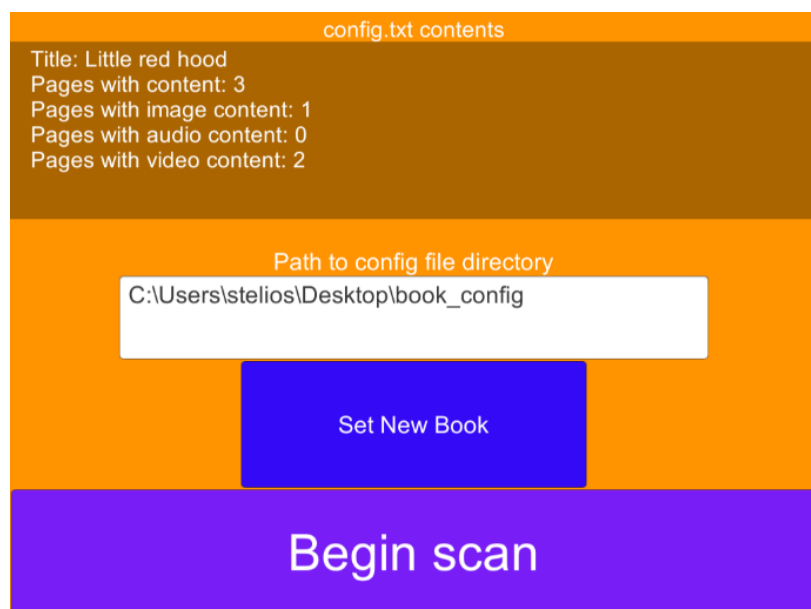 config.txt contents
Title: Little red hood
Pages with content: 3
Pages with image content: 1
Pages with audio content: 0
Pages with video content: 2
Path to config file directory
C:\Users\stelios\Desktop\book_config
Set New Book
Begin scan